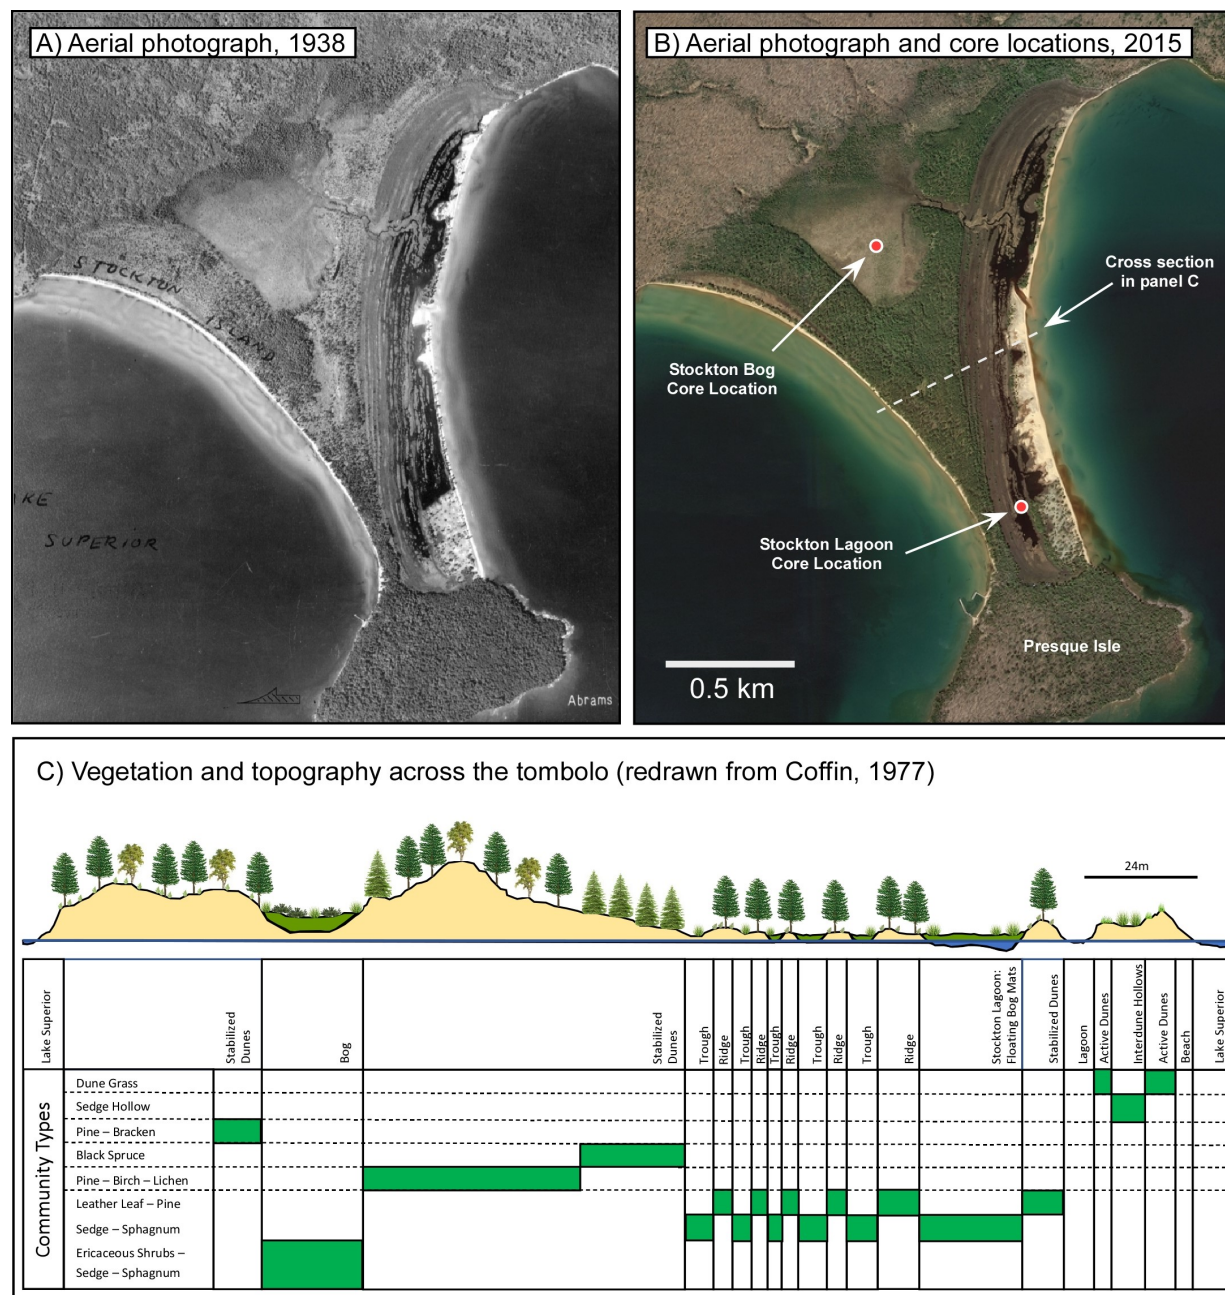 A) Aerial photograph, 1938
STOCKTON
ISLAND
AKE
SUPERIOR
Abrams
B) Aerial photograph and core locations, 2015
Cross section
in panel C
Stockton Bog
Core Location
Stockton Lagoon
Core Location
Presque Isle
0.5 km
C) Vegetation and topography across the tombolo (redrawn from Coffin, 1977)
24m
Lake Superior
Stabilized
Dunes
Bog
Stabilized
Dunes
Trough
Ridge
Trough
Ridge
Trough
Ridge
Trough
Ridge
Trough
Ridge
Stockton Lagoon:
Floating Bog Mats
Stabilized Dunes
Lagoon
Active Dunes
Interdune Hollows
Active Dunes
Beach
Lake Superior
Community Types
Dune Grass
Sedge Hollow
Pine – Bracken
Black Spruce
Pine – Birch – Lichen
Leather Leaf – Pine
Sedge – Sphagnum
Ericaceous Shrubs –
Sedge – Sphagnum